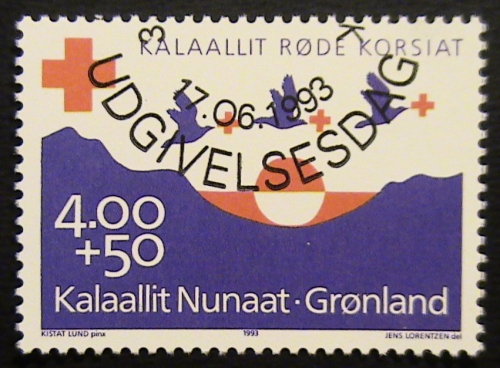 KALAALLIT RØDE KORSIAT
17.06.1993
UDGIVELSESDAG
4.00
+50
Kalaallit Nunaat · Grønland
KISTAT LUND pinx 1993 JENS LORENTZEN del